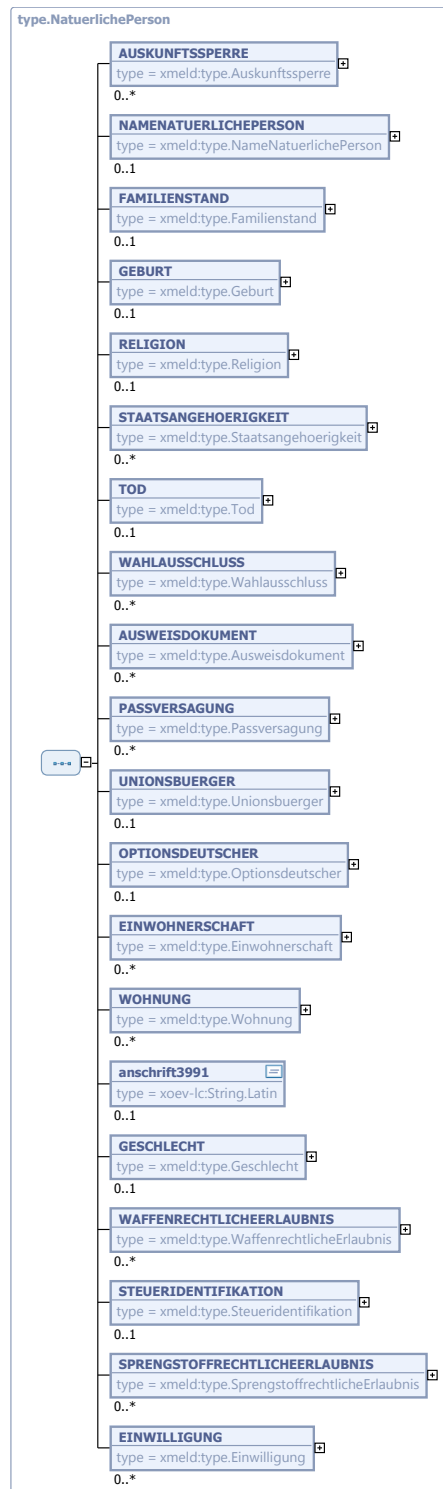 type.NatuerlichePerson
AUSKUNFTSSPERRE
type = xmeld:type.Auskunftssperre
0..*
NAMENATUERLICHEPERSON
type = xmeld:type.NameNatuerlichePerson
0..1
FAMILIENSTAND
type = xmeld:type.Familienstand
0..1
GEBURT
type = xmeld:type.Geburt
0..1
RELIGION
type = xmeld:type.Religion
0..1
STAATSANGEHOERIGKEIT
type = xmeld:type.Staatsangehoerigkeit
0..*
TOD
type = xmeld:type.Tod
0..1
WAHLAUSSCHLUSS
type = xmeld:type.Wahlausschluss
0..*
AUSWEISDOKUMENT
type = xmeld:type.Ausweisdokument
0..*
PASSVERSAGUNG
type = xmeld:type.Passversagung
0..*
UNIONSBUERGER
type = xmeld:type.Unionsbuerger
0..1
OPTIONSDEUTSCHER
type = xmeld:type.Optionsdeutscher
0..1
EINWOHNERSCHAFT
type = xmeld:type.Einwohnerschaft
0..*
WOHNUNG
type = xmeld:type.Wohnung
0..*
anschrift3991
type = xoev-lc:String.Latin
0..1
GESCHLECHT
type = xmeld:type.Geschlecht
0..1
WAFFENRECHTLICHEERLAUBNIS
type = xmeld:type.WaffenrechtlicheErlaubnis
0..*
STEUERIDENTIFIKATION
type = xmeld:type.Steueridentifikation
0..1
SPRENGSTOFFRECHTLICHEERLAUBNIS
type = xmeld:type.SprengstoffrechtlicheErlaubnis
0..*
EINWILLIGUNG
type = xmeld:type.Einwilligung
0..*